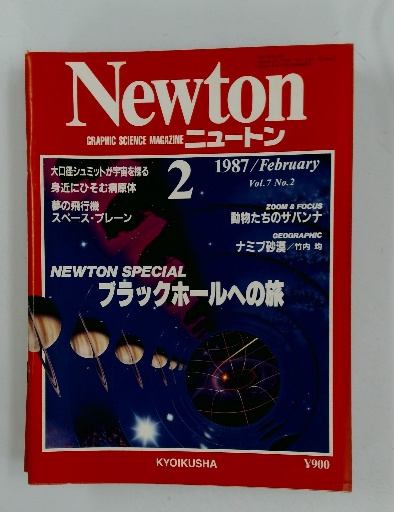 Newton
GRAPHIC SCIENCE MAGAZINE ニュートン
大口径シュミットが宇宙を探る
身近にひそむ病原体
夢の飛行機
スペース・プレーン
2
1987/February
Vol.7 No.2
ZOOM & FOCUS
動物たちのサバンナ
GEOGRAPHIC
ナミブ砂漠/竹内 均
NEWTON SPECIAL
ブラックホールへの旅
KYOIKUSHA
¥900